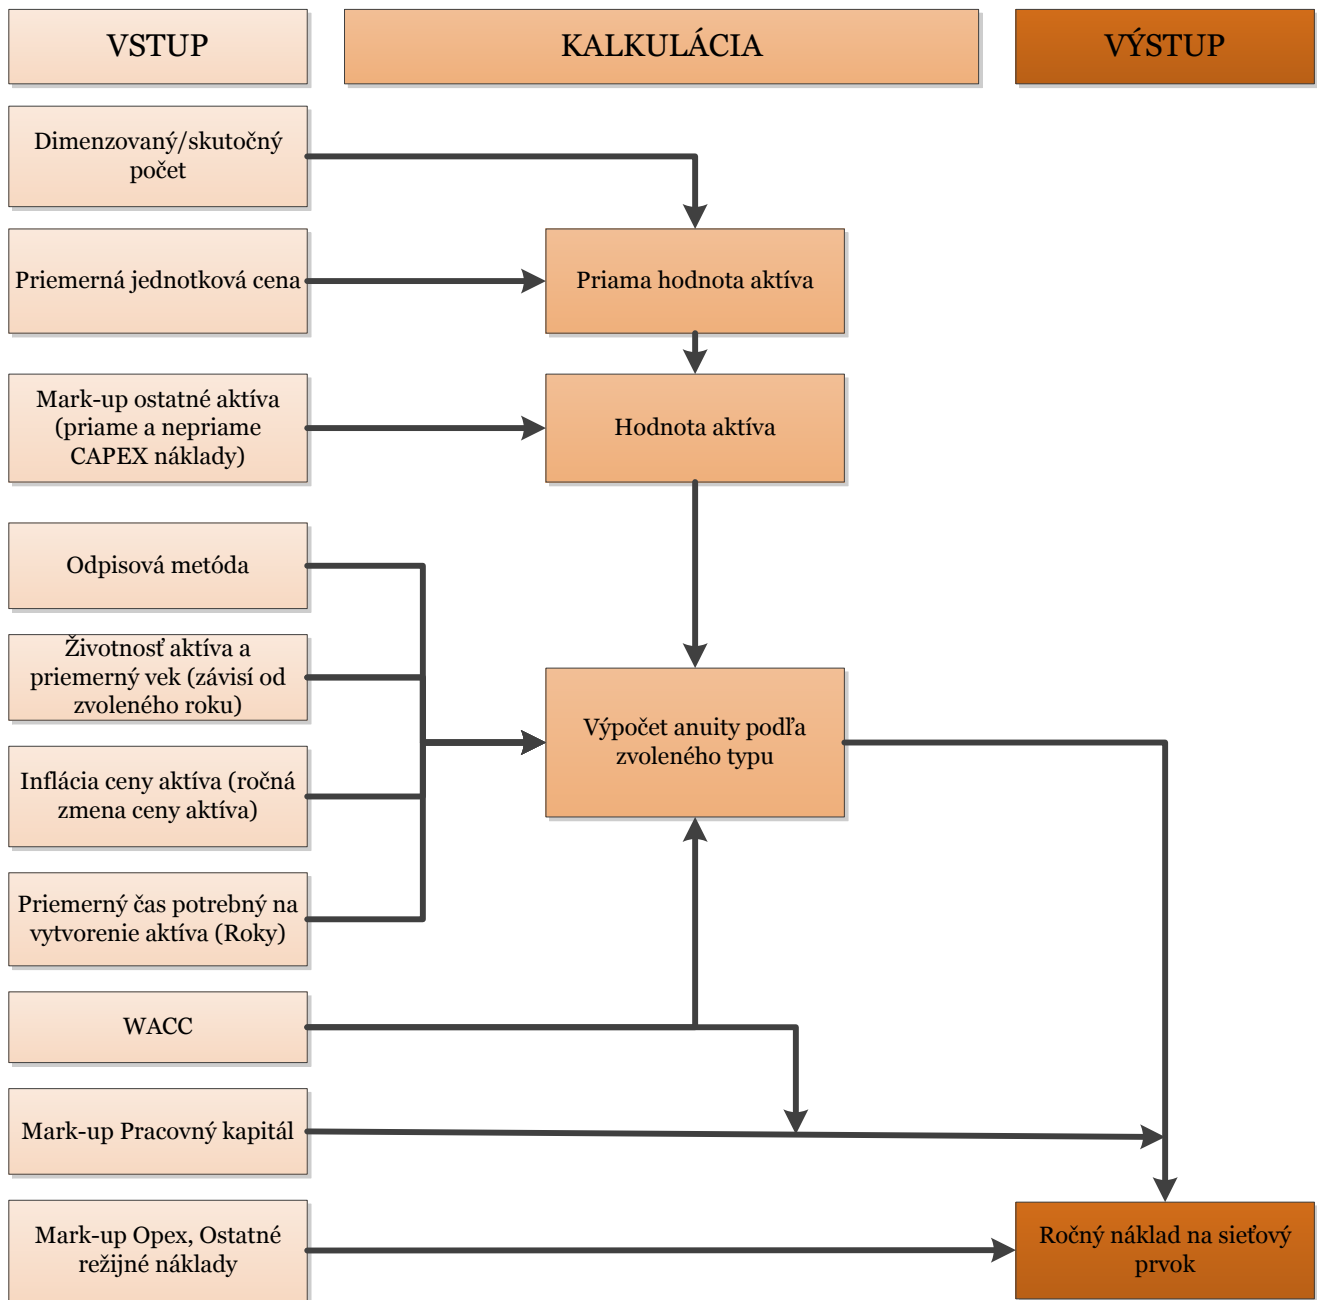 VSTUP
KALKULÁCIA
VÝSTUP
Dimenzovaný/skutočný
počet
Priemerná jednotková cena
Priama hodnota aktíva
Mark-up ostatné aktíva
(priame a nepriame
CAPEX náklady)
Hodnota aktíva
Odpisová metóda
Životnosť aktíva a
priemerný vek (závisí od
zvoleného roku)
Výpočet anuity podľa
zvoleného typu
Inflácia ceny aktíva (ročná
zmena ceny aktíva)
Priemerný čas potrebný na
vytvorenie aktíva (Roky)
WACC
Mark-up Pracovný kapitál
Mark-up Opex, Ostatné
režijné náklady
Ročný náklad na sieťový
prvok